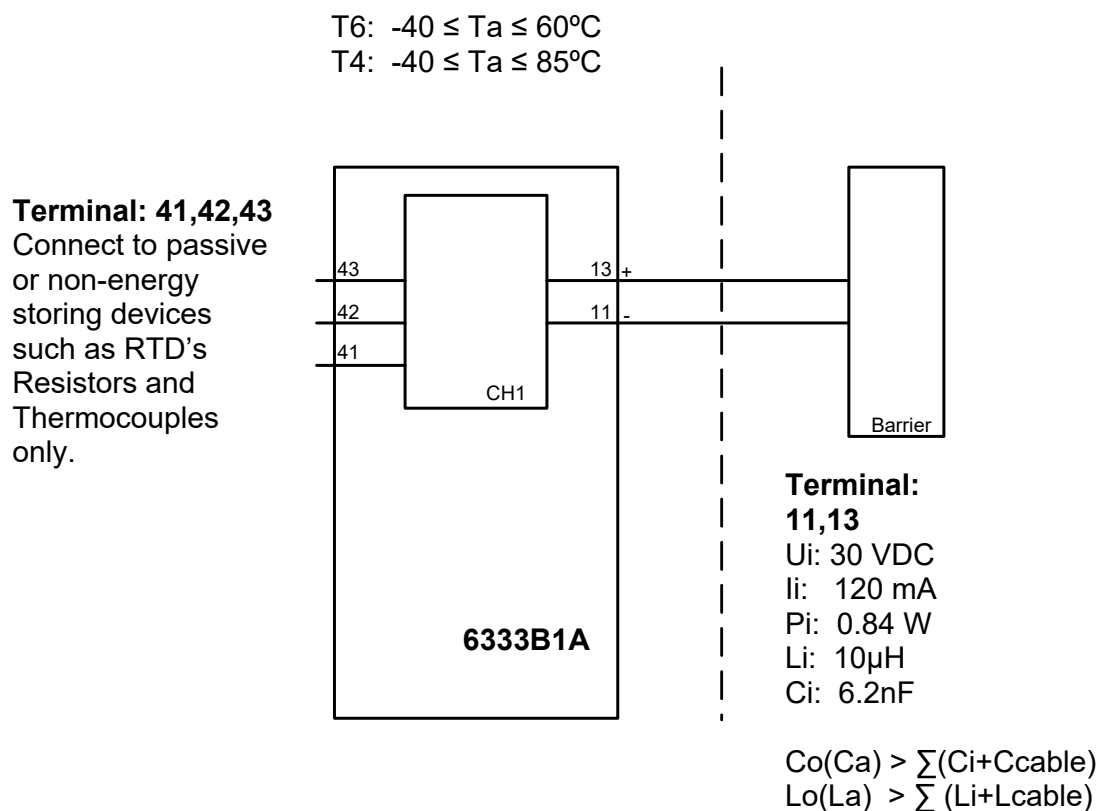 T6: -40 ≤ Ta ≤ 60ºC
T4: -40 ≤ Ta ≤ 85ºC
Terminal: 41,42,43
Connect to passive
or non-energy
storing devices
such as RTD’s
Resistors and
Thermocouples
only.
43
42
41
CH1
13 +
11 -
6333B1A
Barrier
Terminal:
11,13
Ui: 30 VDC
Ii: 120 mA
Pi: 0.84 W
Li: 10µH
Ci: 6.2nF
Co(Ca) > ∑(Ci+Ccable)
Lo(La) > ∑ (Li+Lcable)